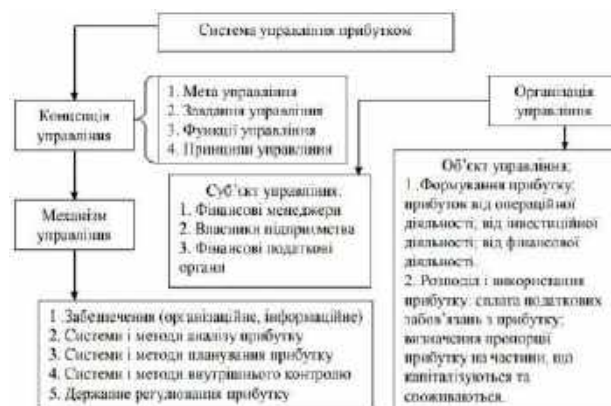 Система управління прибутком
Концепція
управління
1. Мета управління
2. Завдання управління
3. Функції управління
4. Принципи управління
Організація
управління
Механізм
управління
Суб'єкт управління:
1. Фінансові менеджери
2. Власники підприємства
3. Фінансові податкові
органи
Об'єкт управління:
1. Формування прибутку:
прибуток від операційної
діяльності; від інвестиційної
діяльності; від фінансової
діяльності.
2. Розподіл і використання
прибутку: сплата податкових
забов'язань з прибутку;
визначення пропорції
прибутку на частини, що
капіталізуються та
споживаються.
1. Забезпечення (організаційне, інформаційне)
2. Системи і методи аналізу прибутку
3. Системи і методи планування прибутку
4. Системи і методи внутрішнього контролю
5. Державне регулювання прибутку